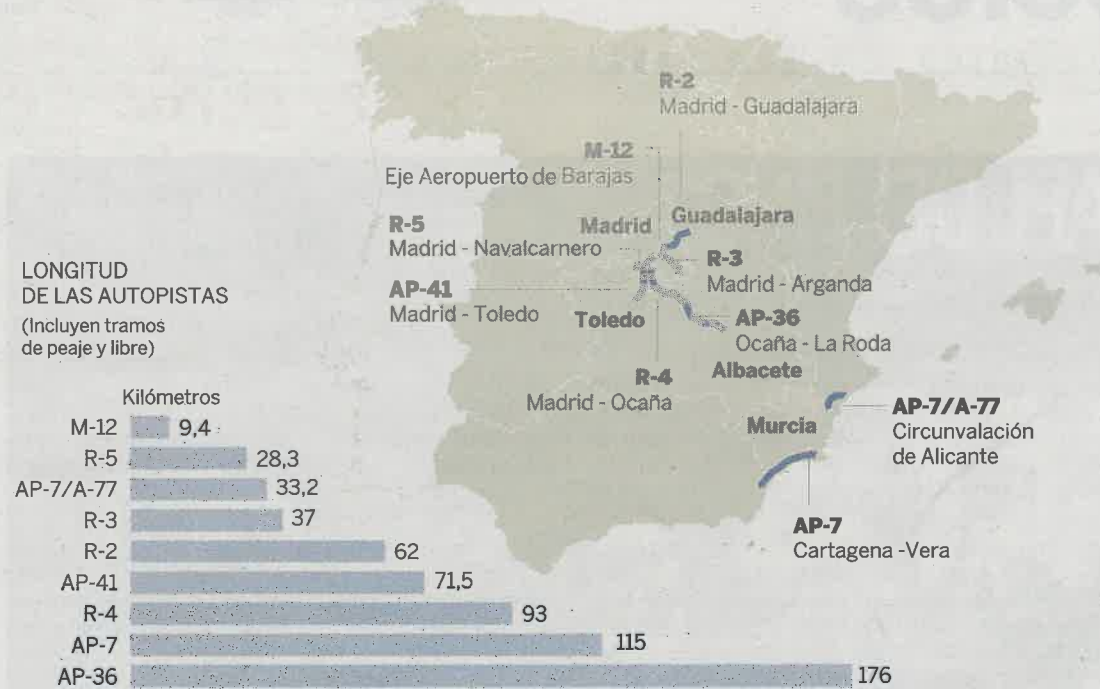 R-2
Madrid - Guadalajara
M-12
Eje Aeropuerto de Barajas
R-5
Madrid - Navalcarnero
Madrid
Guadalajara
R-3
Madrid - Arganda
AP-41
Madrid - Toledo
Toledo
AP-36
Ocaña - La Roda
Albacete
R-4
Madrid - Ocaña
Murcia
AP-7/A-77
Circunvalación
de Alicante
AP-7
Cartagena -Vera
LONGITUD
DE LAS AUTOPISTAS
(Incluyen tramos
de peaje y libre)
Kilómetros
M-12 9,4
R-5 28,3
AP-7/A-77 33,2
R-3 37
R-2 62
AP-41 71,5
R-4 93
AP-7 115
AP-36 176